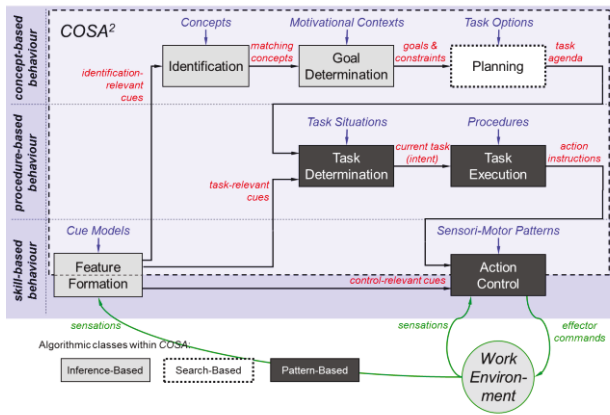 concept-based
behaviour
COSA²
Concepts
Motivational Contexts
Task Options
Identification
matching
concepts
Goal
Determination
goals &
constraints
Planning
task
agenda
identification-
relevant
cues
procedure-based
behaviour
Task Situations
Procedures
Task
Determination
current task
(intent)
Task
Execution
action
instructions
task-relevant
cues
skill-based
behaviour
Cue Models
Sensori-Motor Patterns
Feature
Formation
control-relevant cues
Action
Control
sensations
sensations
effector
commands
Algorithmic classes within COSA:
Inference-Based
Search-Based
Pattern-Based
Work
Environ-
ment